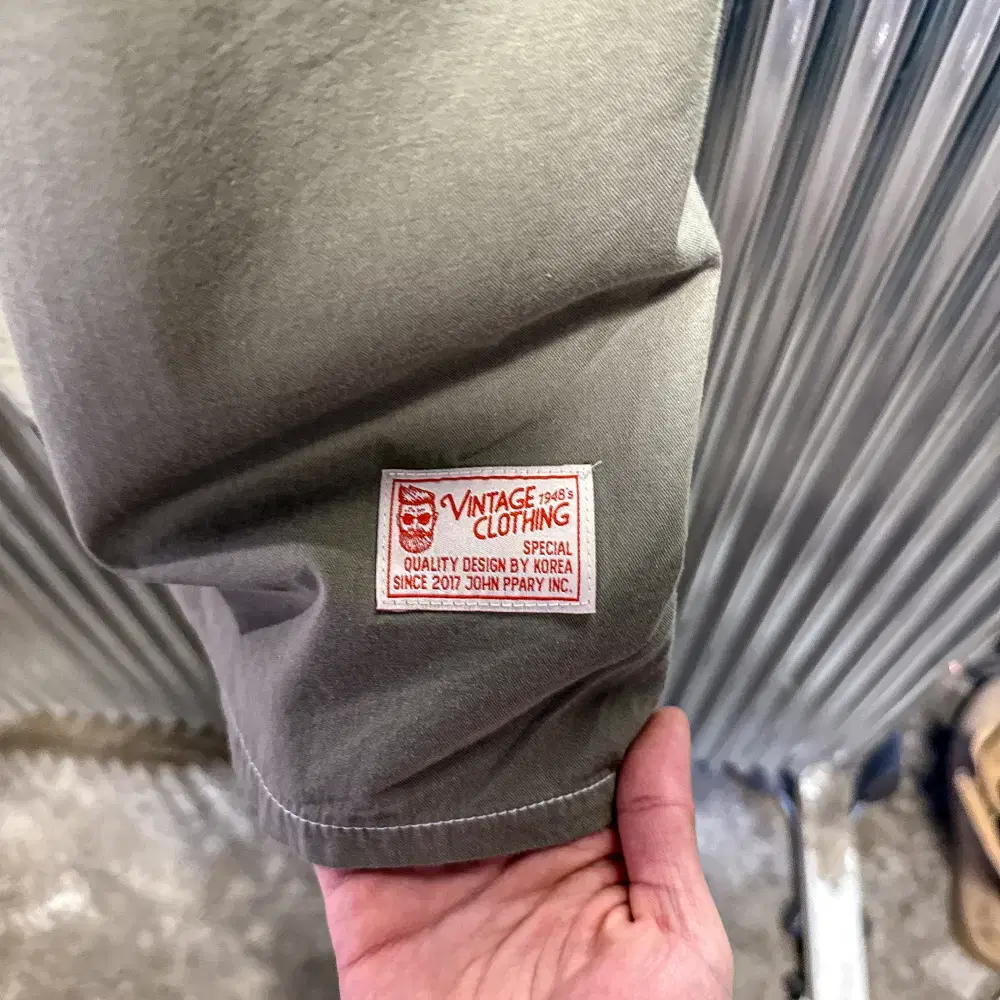 VINTAGE 1948's
CLOTHING
SPECIAL
QUALITY DESIGN BY KOREA
SINCE 2017 JOHN PPARY INC.